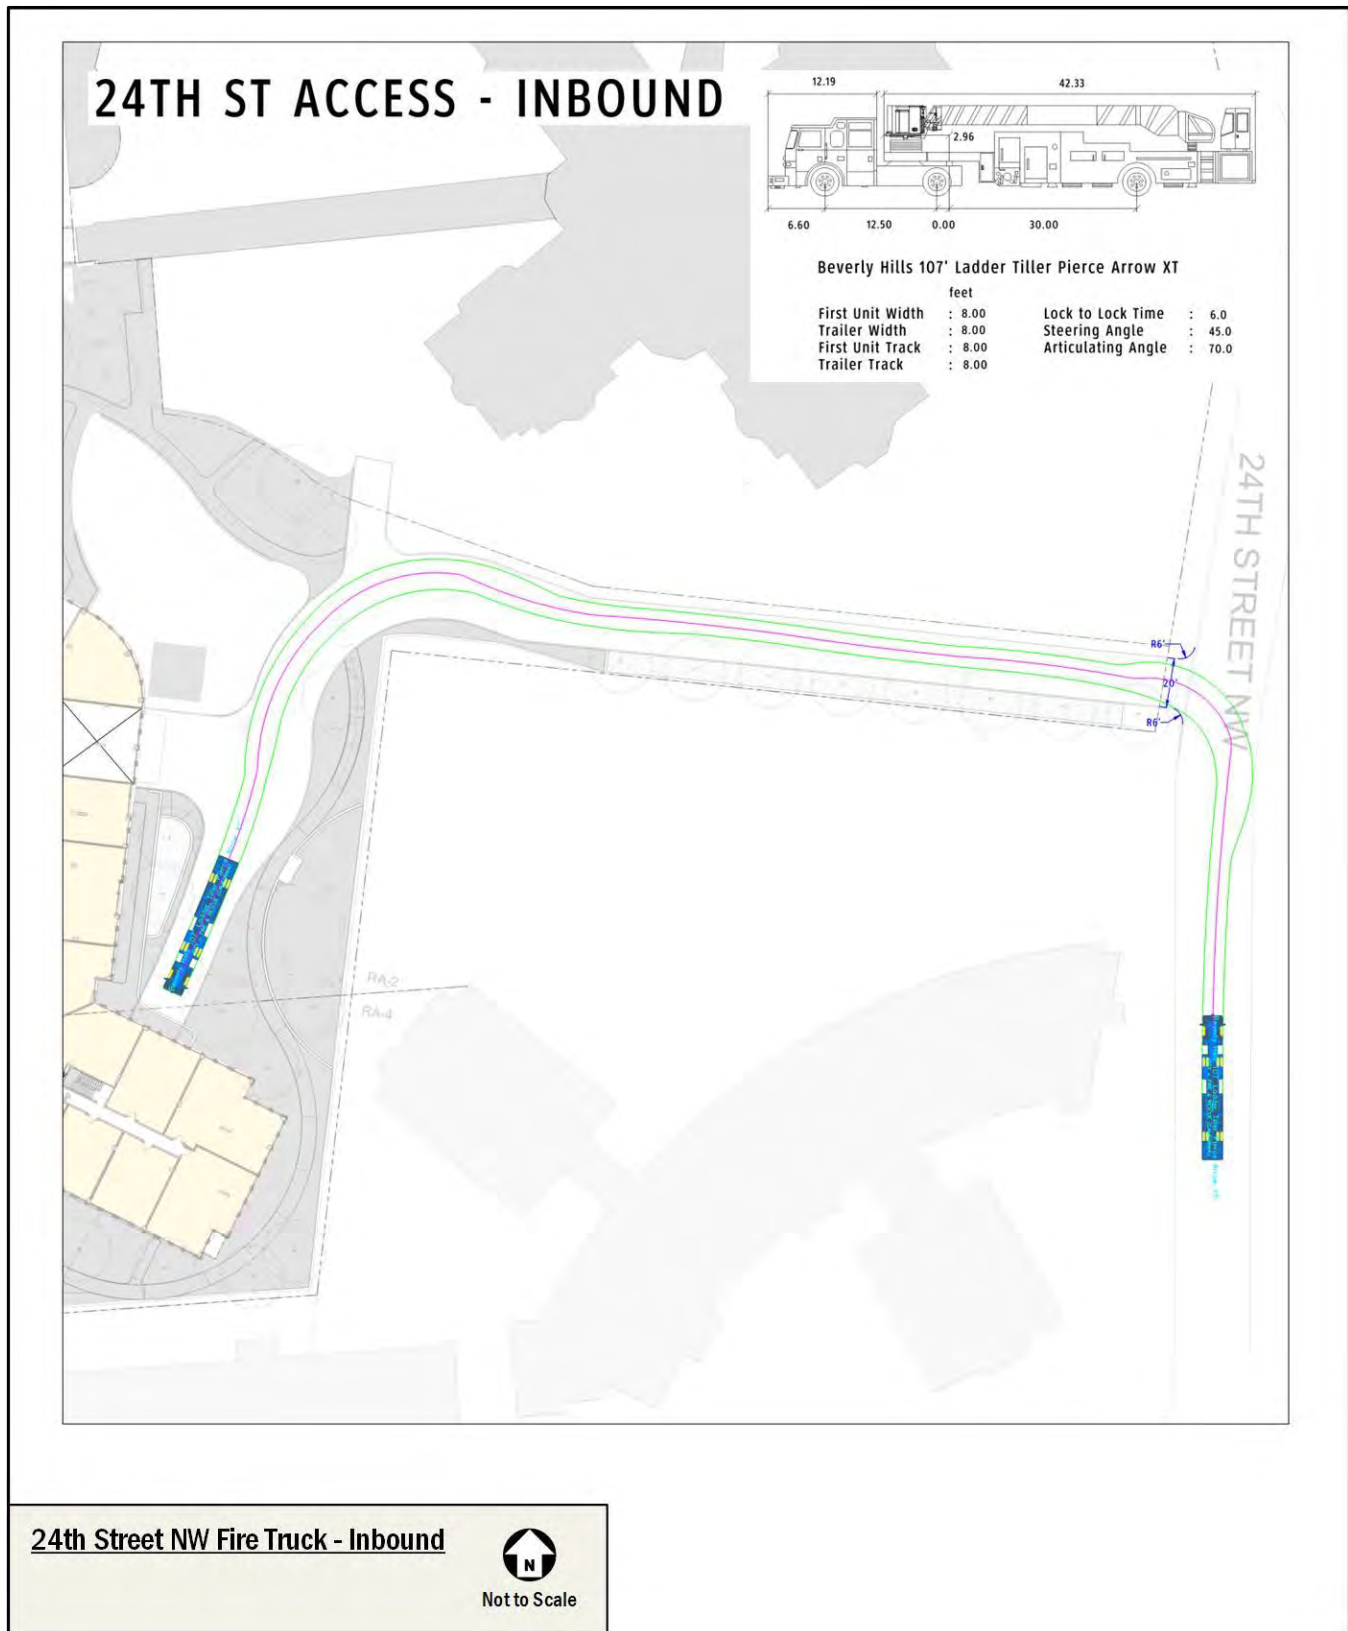 24TH ST ACCESS - INBOUND
12.19
42.33
2.96
6.60
12.50
0.00
30.00
Beverly Hills 107' Ladder Tiller Pierce Arrow XT
feet
First Unit Width : 8.00 Lock to Lock Time : 6.0
Trailer Width : 8.00 Steering Angle : 45.0
First Unit Track : 8.00 Articulating Angle : 70.0
Trailer Track : 8.00
24TH STREET NW
R6'
20'
R6'
RA-2
RA-4
24th Street NW Fire Truck - Inbound
N
Not to Scale